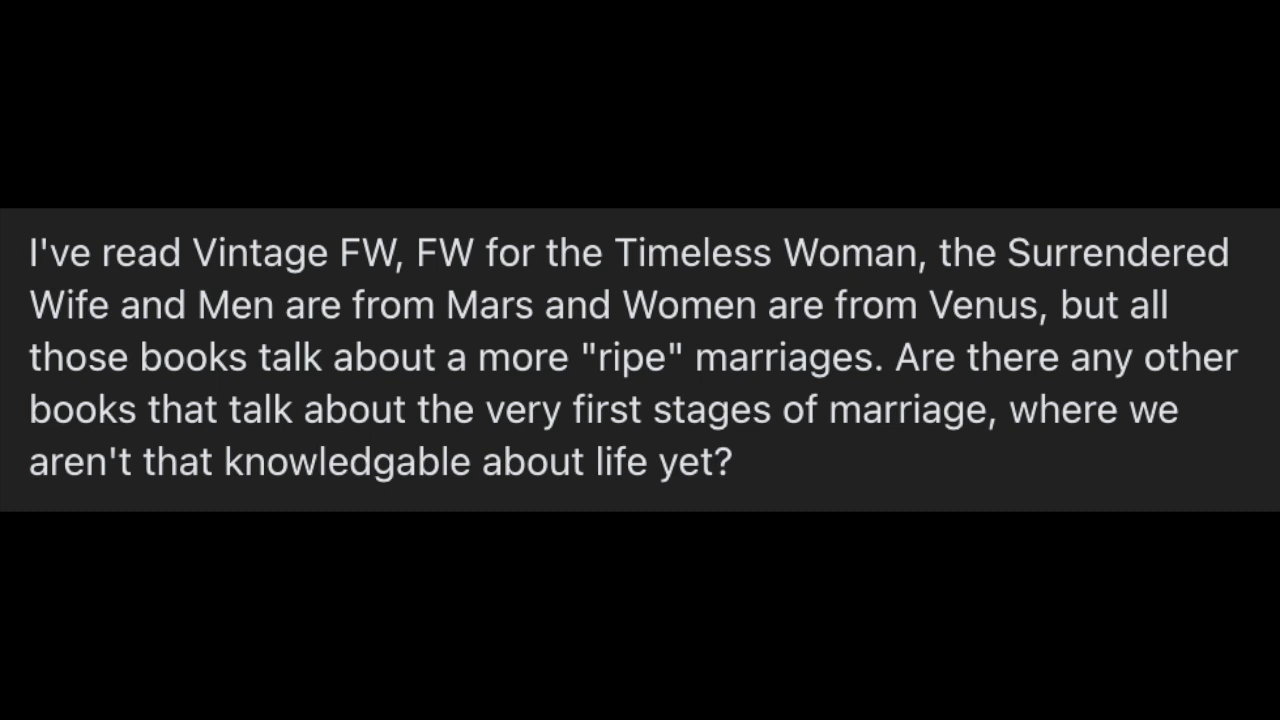 I've read Vintage FW, FW for the Timeless Woman, the Surrendered
Wife and Men are from Mars and Women are from Venus, but all
those books talk about a more "ripe" marriages. Are there any other
books that talk about the very first stages of marriage, where we
aren't that knowledgable about life yet?